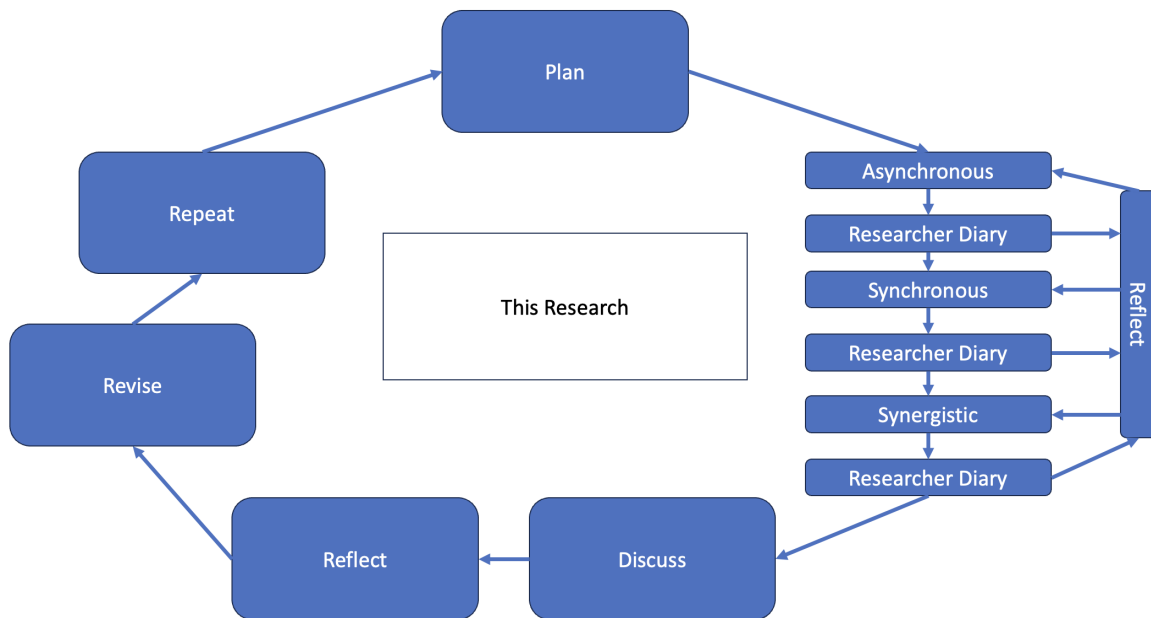 Plan
Asynchronous
Repeat
Researcher Diary
Synchronous
This Research
Reflect
Researcher Diary
Revise
Synergistic
Researcher Diary
Reflect
Discuss